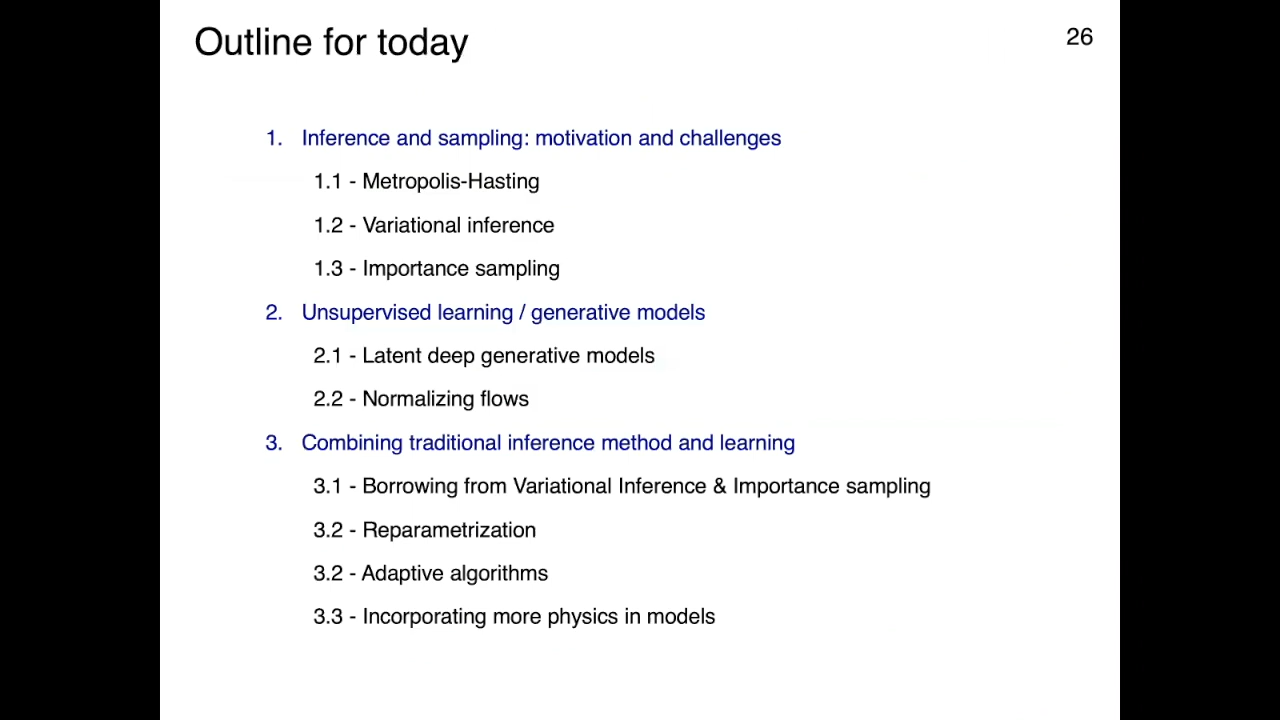 Outline for today
26
1. Inference and sampling: motivation and challenges
1.1 - Metropolis-Hasting
1.2 - Variational inference
1.3 - Importance sampling
2. Unsupervised learning / generative models
2.1 - Latent deep generative models
2.2 - Normalizing flows
3. Combining traditional inference method and learning
3.1 - Borrowing from Variational Inference & Importance sampling
3.2 - Reparametrization
3.2 - Adaptive algorithms
3.3 - Incorporating more physics in models